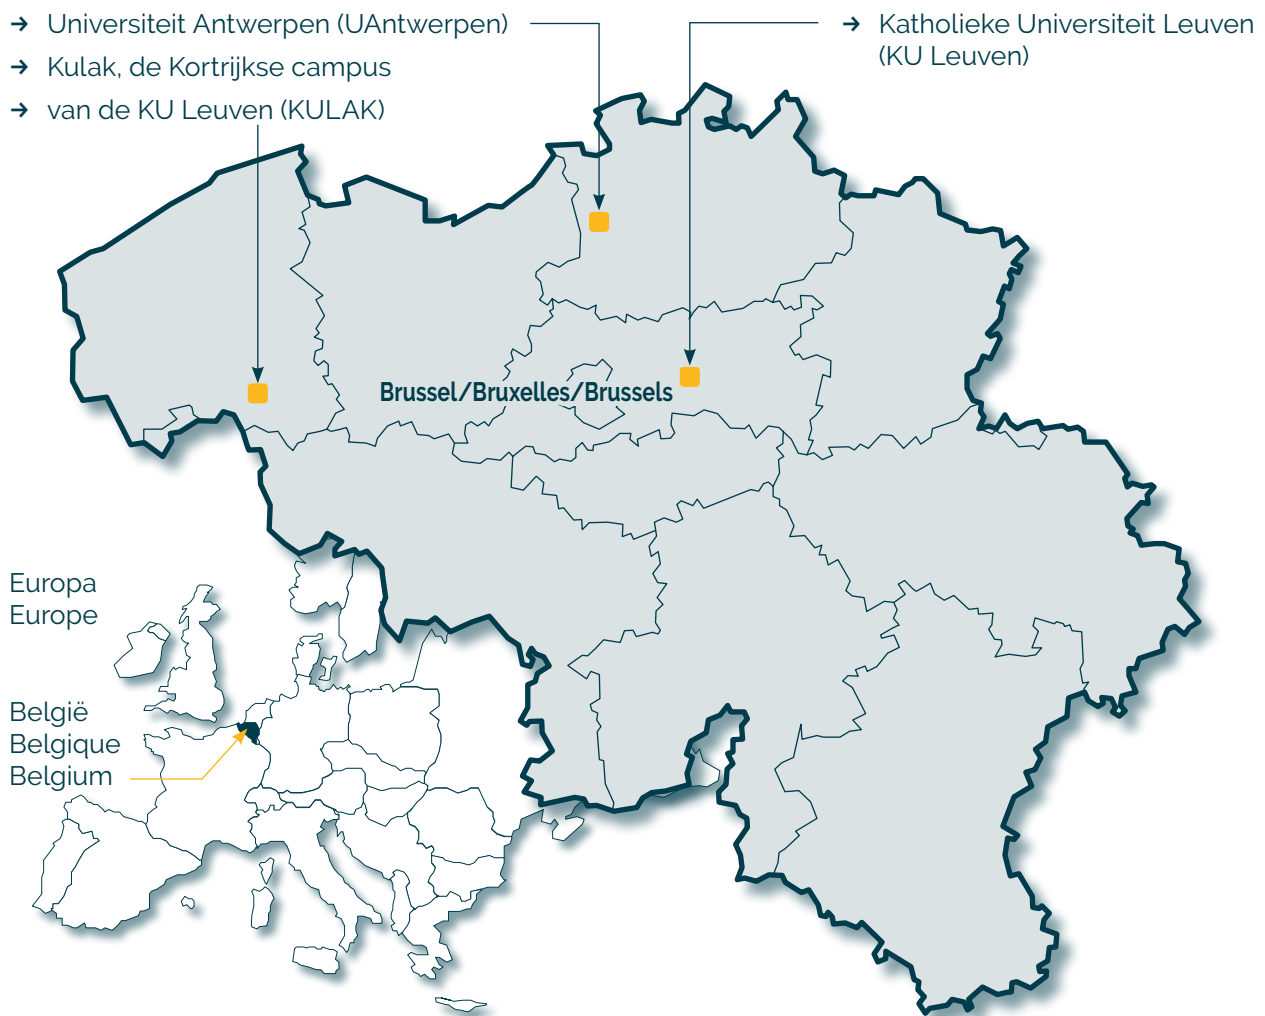 → Universiteit Antwerpen (UAntwerpen)
→ Kulak, de Kortrijkse campus
→ van de KU Leuven (KULAK)
→ Katholieke Universiteit Leuven
(KU Leuven)
Brussel/Bruxelles/Brussels
Europa
Europe
België
Belgique
Belgium